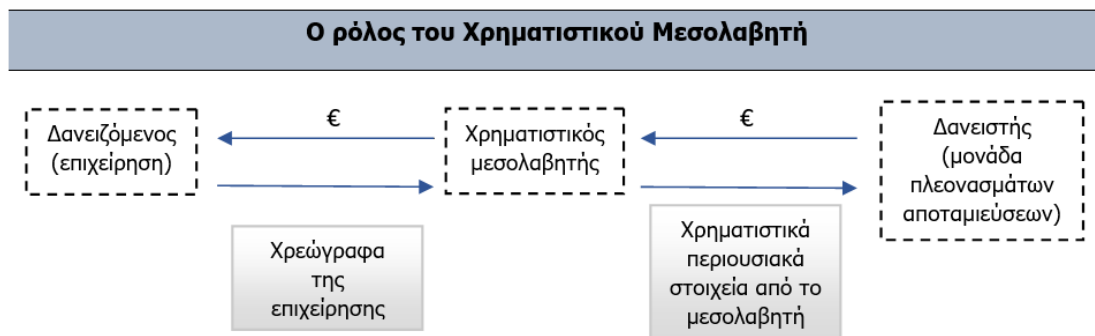 Ο ρόλος του Χρηματιστικού Μεσολαβητή
Δανειζόμενος
(επιχείρηση)
€
Χρηματιστικός
μεσολαβητής
€
Δανειστής
(μονάδα
πλεονασμάτων
αποταμιεύσεων)
Χρεώγραφα
της
επιχείρησης
Χρηματιστικά
περιουσιακά
στοιχεία από το
μεσολαβητή